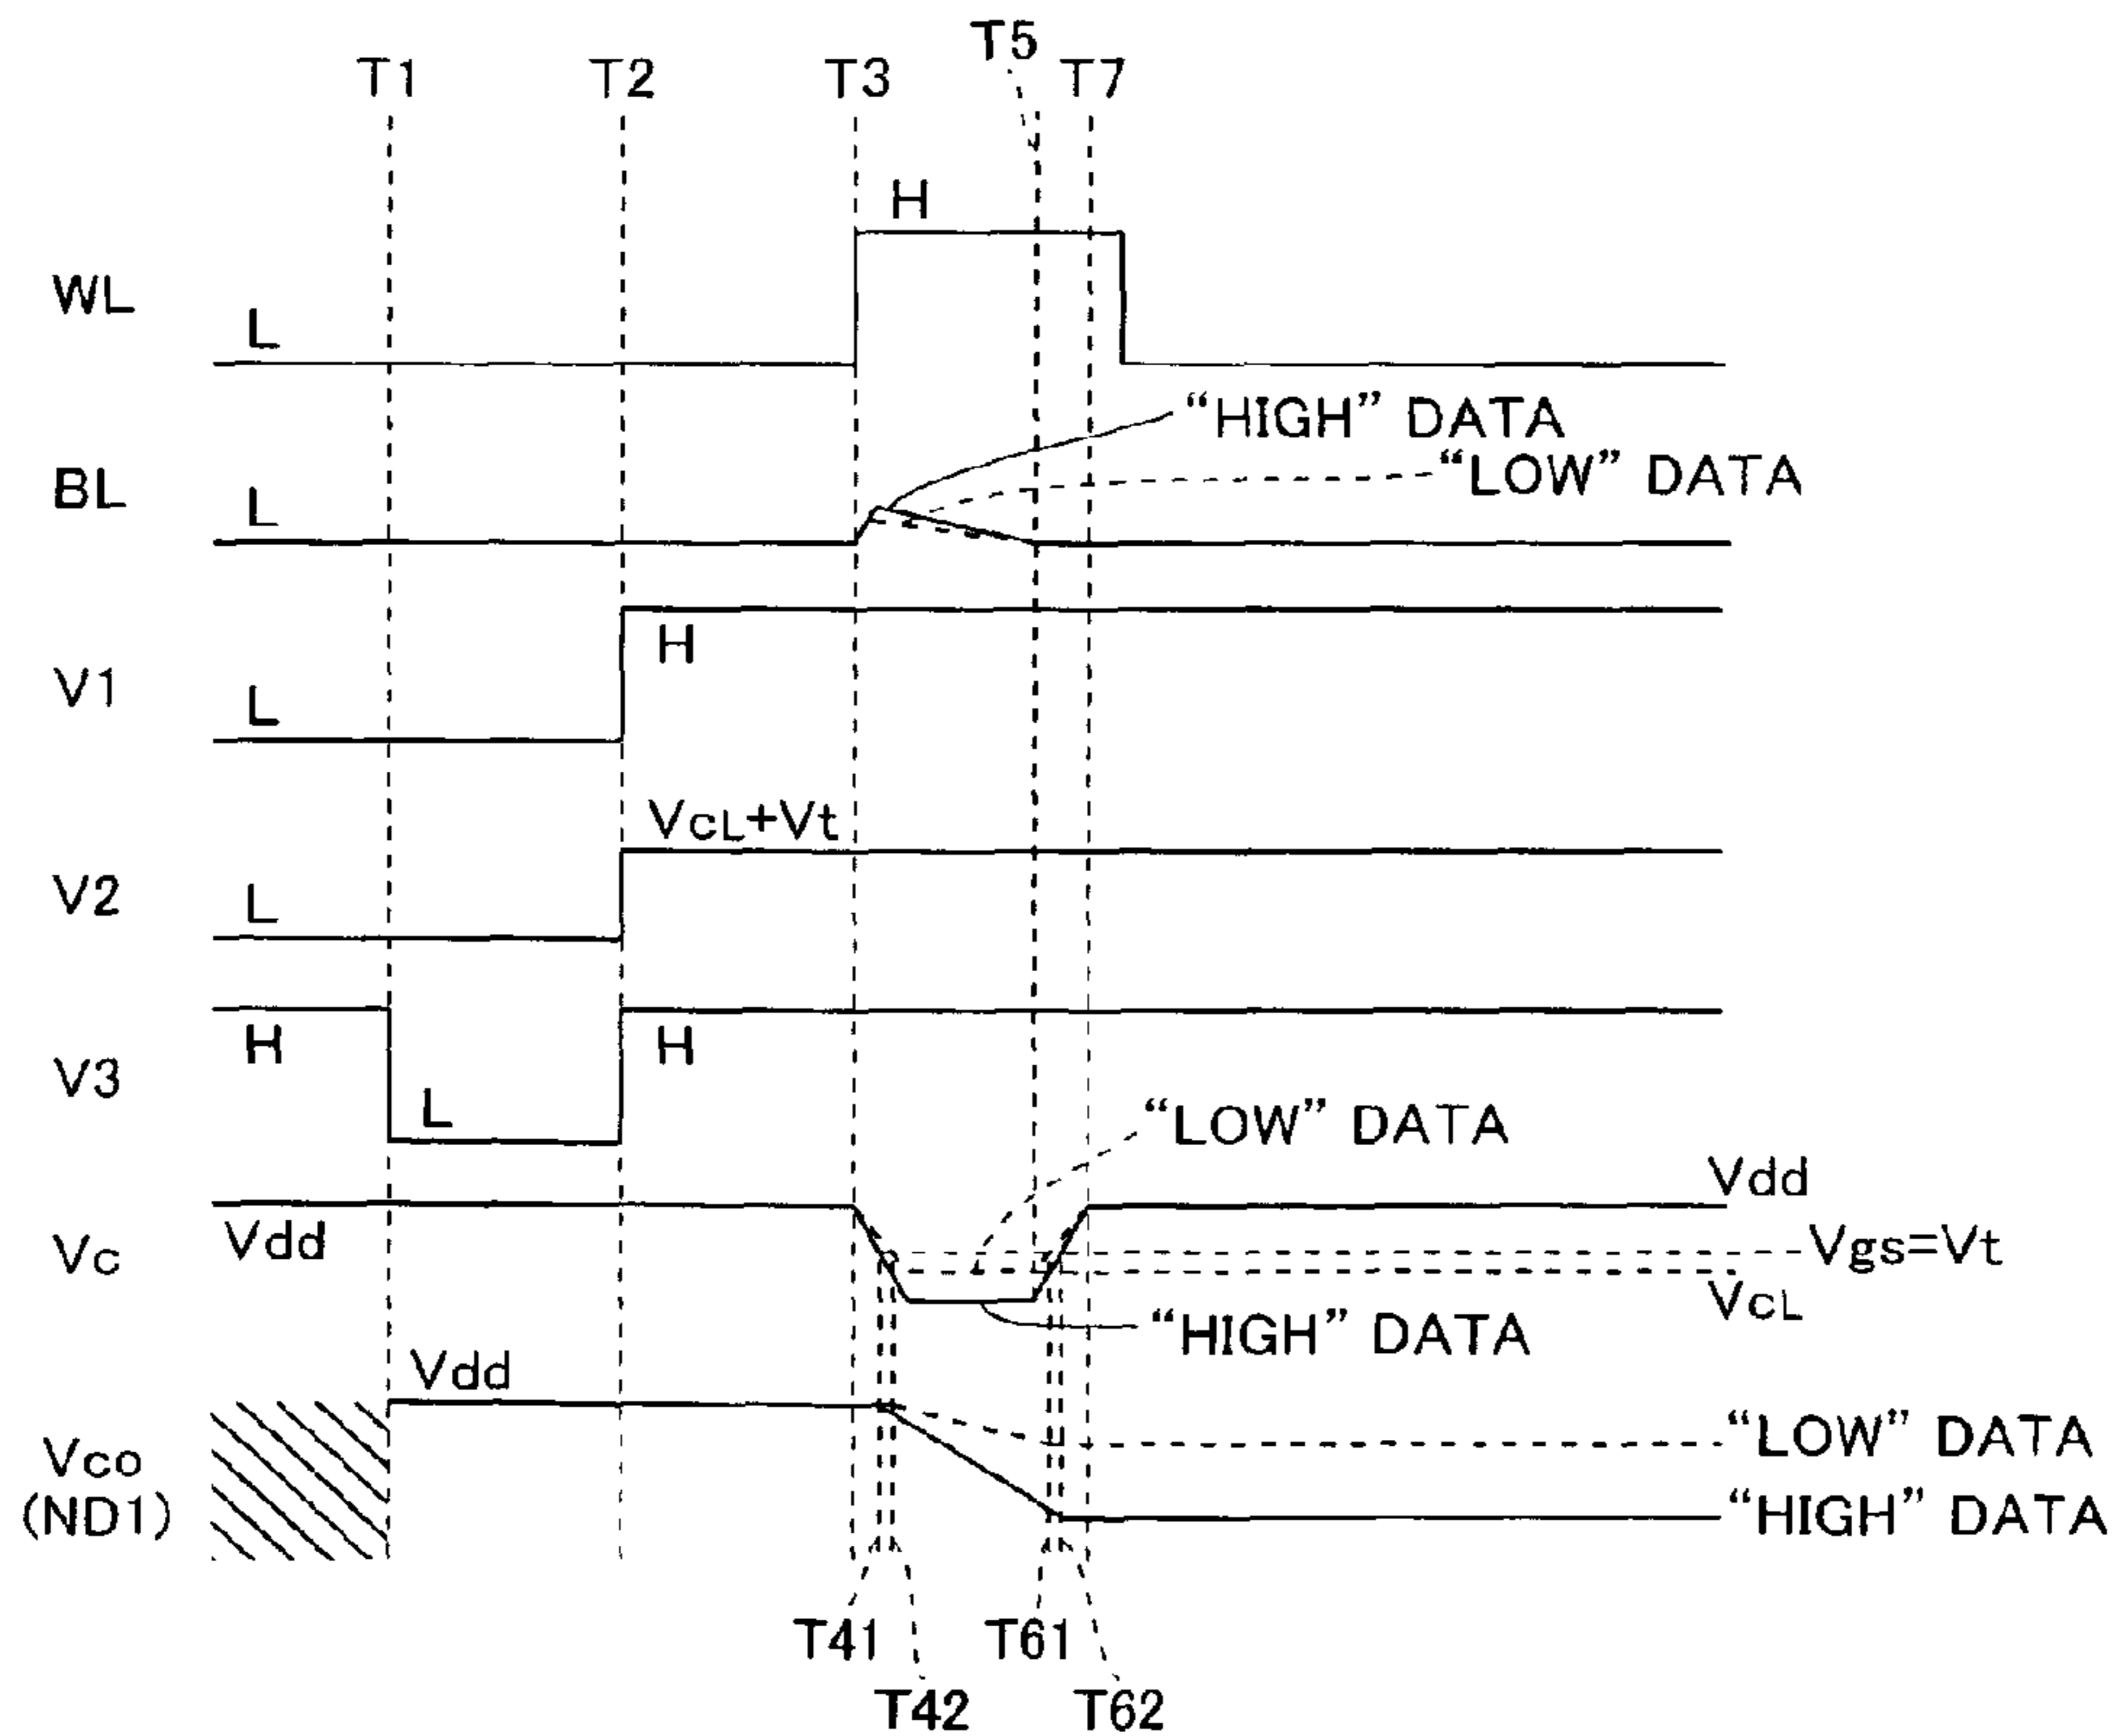 T5
T1 T2 T3 T7
H
WL
L
"HIGH" DATA
"LOW" DATA
BL
L
H
V1
L
VCL+Vt
V2
L
H H
V3
L
"LOW" DATA
Vdd
Vdd
Vc
Vgs=Vt
VCL
"HIGH" DATA
Vdd
"LOW" DATA
Vco
(ND1)
"HIGH" DATA
T41 T61
T42 T62